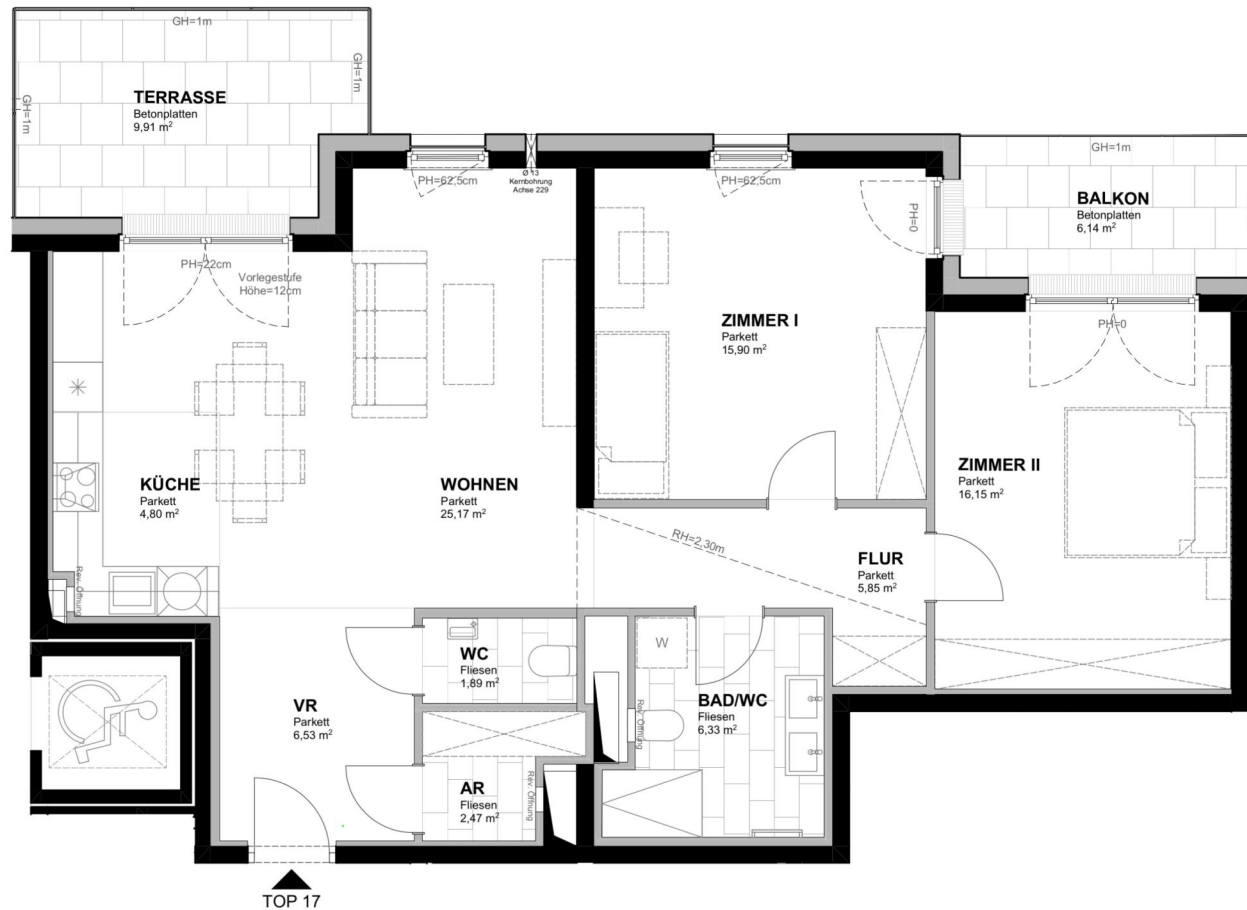 GH=1m
GH=1m
GH=1m
TERRASSE
Betonplatten
9,91 m²
PH=22cm
Vorlegestufe
Höhe=12cm
PH=62,5cm
Ø 13
Kernbohrung
Achse 229
PH=62,5cm
PH=0
GH=1m
BALKON
Betonplatten
6,14 m²
PH=0
ZIMMER I
Parkett
15,90 m²
ZIMMER II
Parkett
16,15 m²
KÜCHE
Parkett
4,80 m²
WOHNEN
Parkett
25,17 m²
RH=2,30m
FLUR
Parkett
5,85 m²
Rev. Öffnung
WC
Fliesen
1,89 m²
W
BAD/WC
Fliesen
6,33 m²
Rev. Öffnung
VR
Parkett
6,53 m²
AR
Fliesen
2,47 m²
Rev. Öffnung
TOP 17